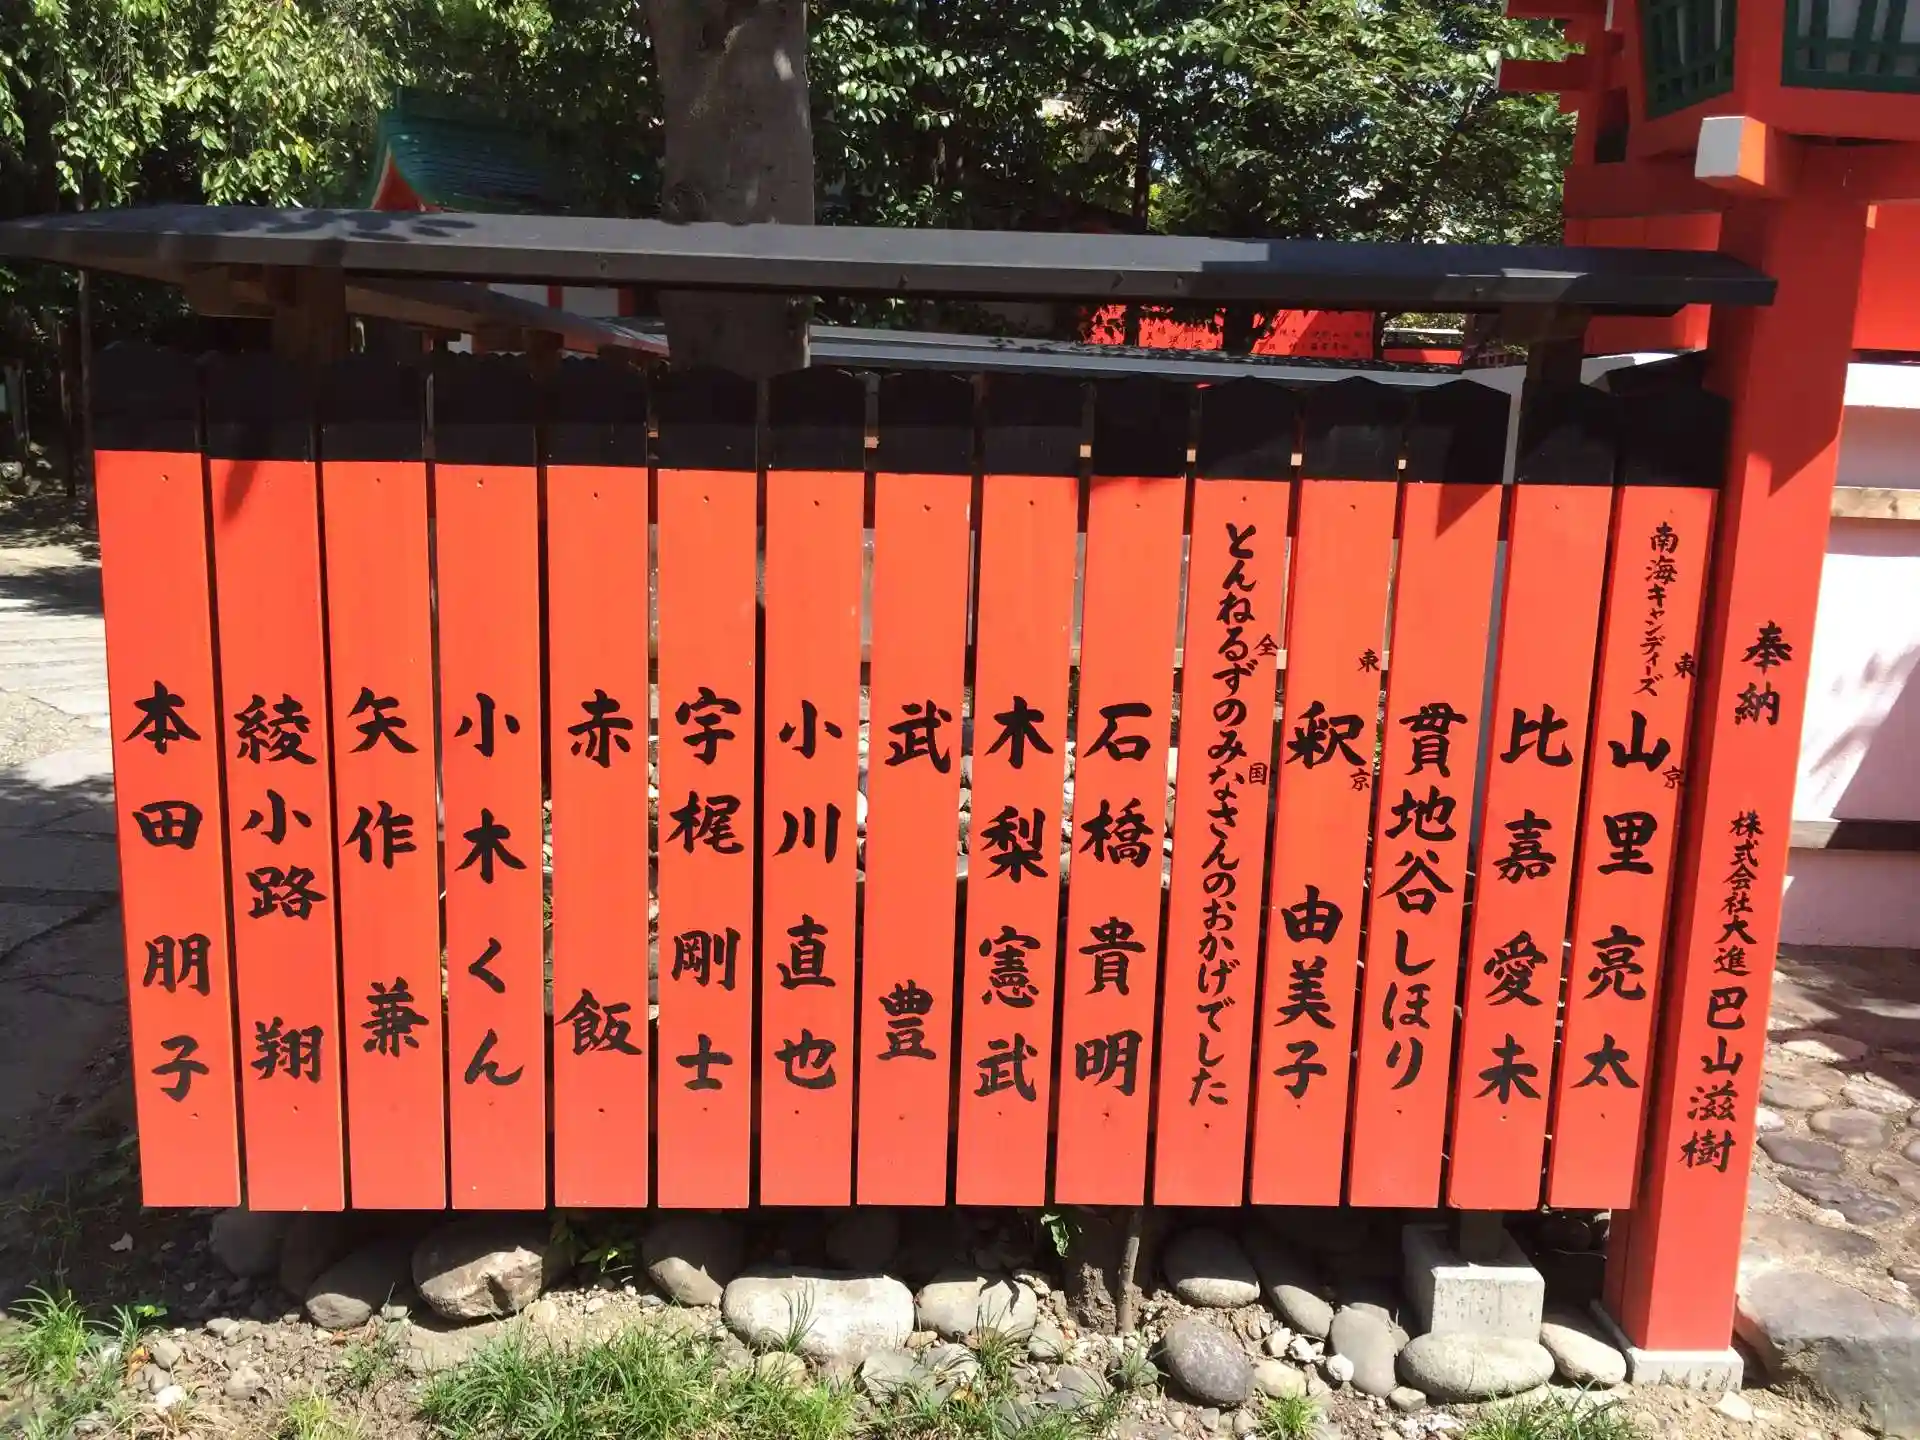 奉納
株式会社大進 巴山滋樹
南海キャンディーズ 東京
山里亮太
比嘉愛未
貫地谷しほり
東京
釈由美子
全国
とんねるずのみなさんのおかげでした
石橋貴明
木梨憲武
武豊
小川直也
宇梶剛士
赤飯
小木くん
矢作兼
綾小路翔
本田朋子